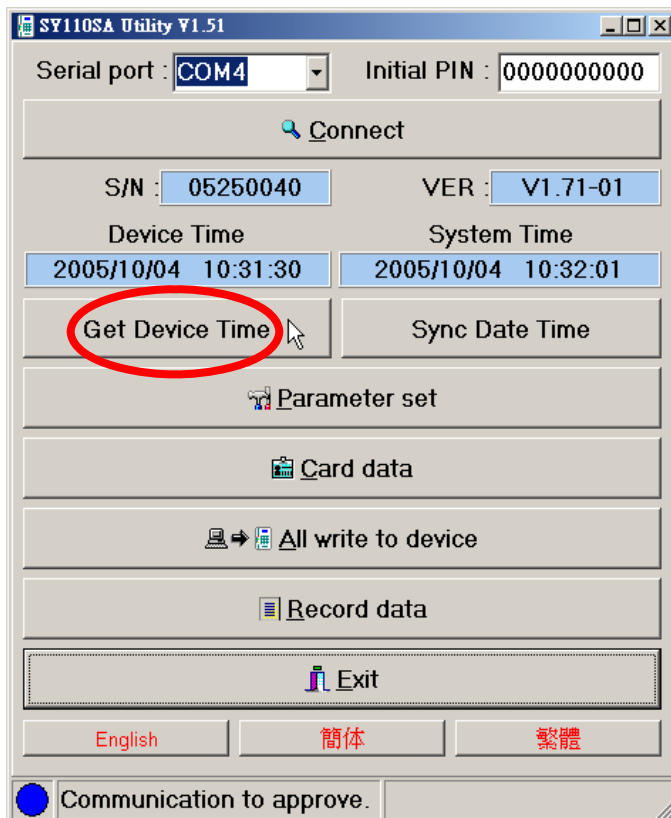 SY110SA Utility V1.51
Serial port : COM4 Initial PIN : 0000000000
Connect
S/N : 05250040 VER : V1.71-01
Device Time System Time
2005/10/04 10:31:30 2005/10/04 10:32:01
Get Device Time Sync Date Time
Parameter set
Card data
All write to device
Record data
Exit
English 簡体 繁體
Communication to approve.